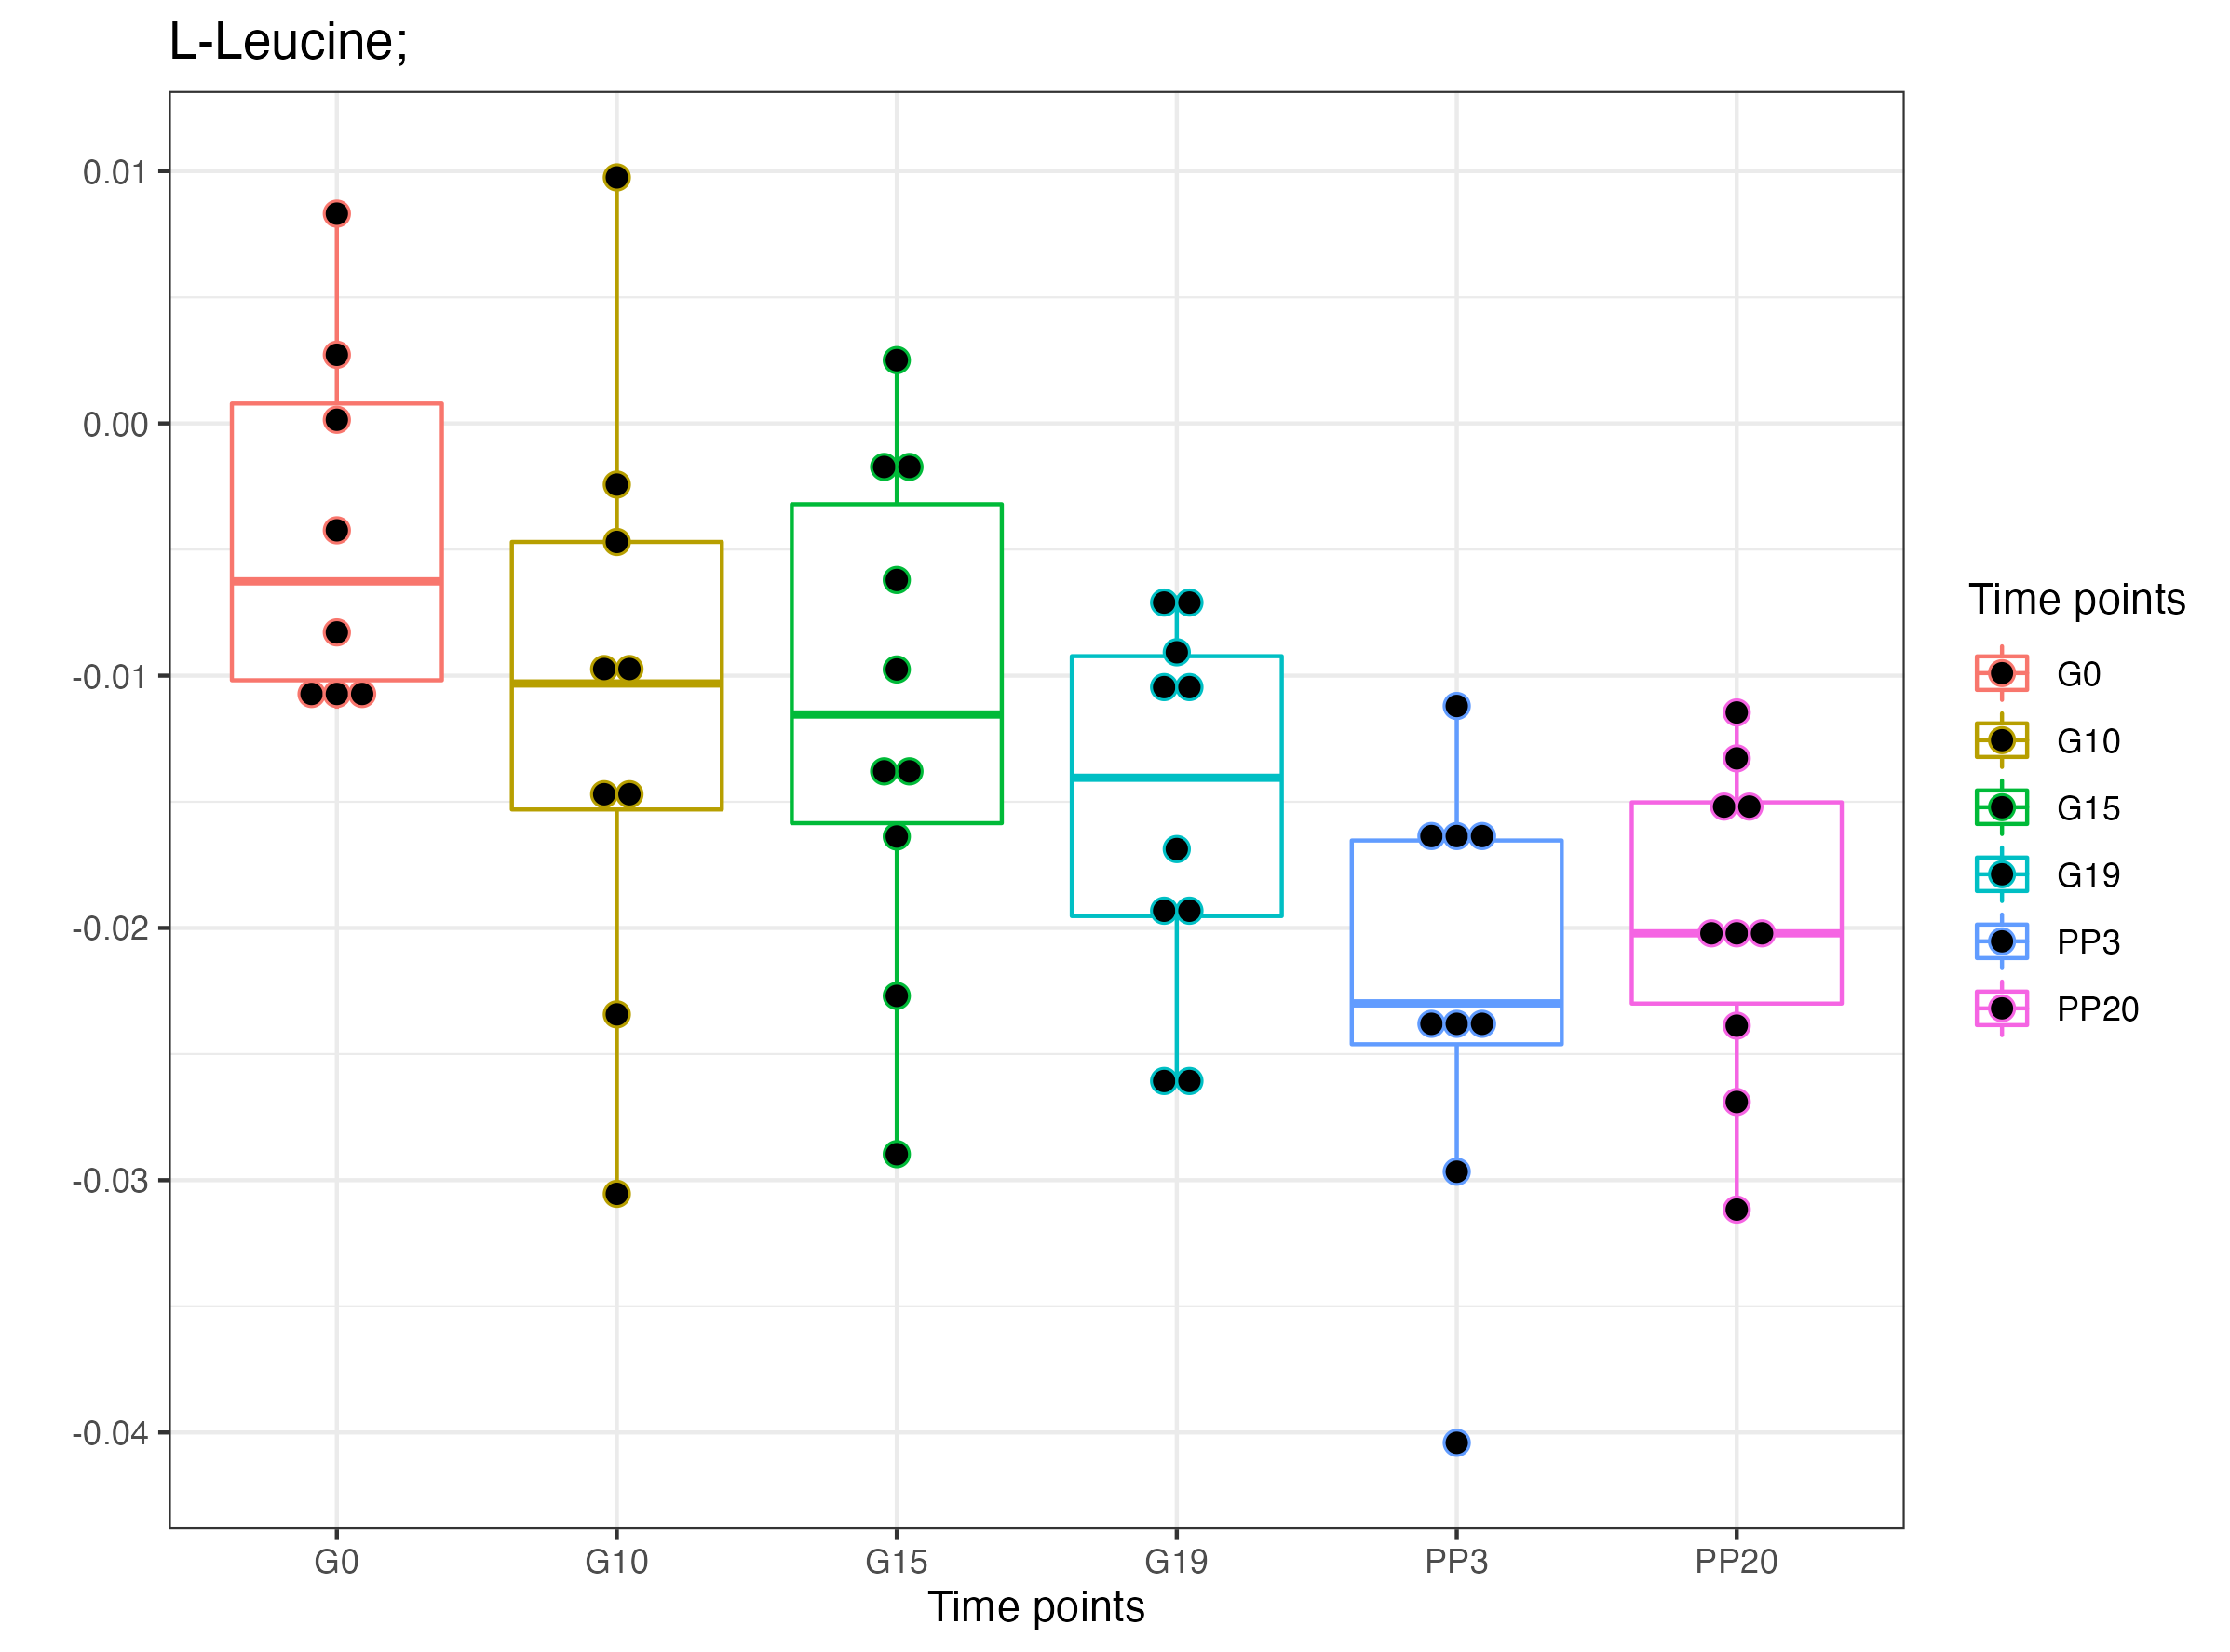 L-Leucine;
0.01
0.00
-0.01
-0.02
-0.03
-0.04
G0 G10 G15 G19 PP3 PP20
Time points
Time points
G0
G10
G15
G19
PP3
PP20